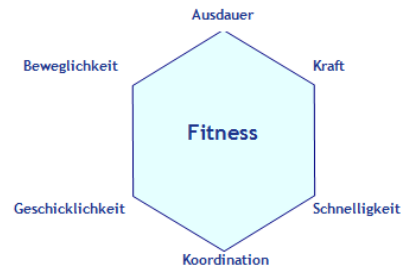 Ausdauer
Beweglichkeit
Kraft
Fitness
Geschicklichkeit
Schnelligkeit
Koordination